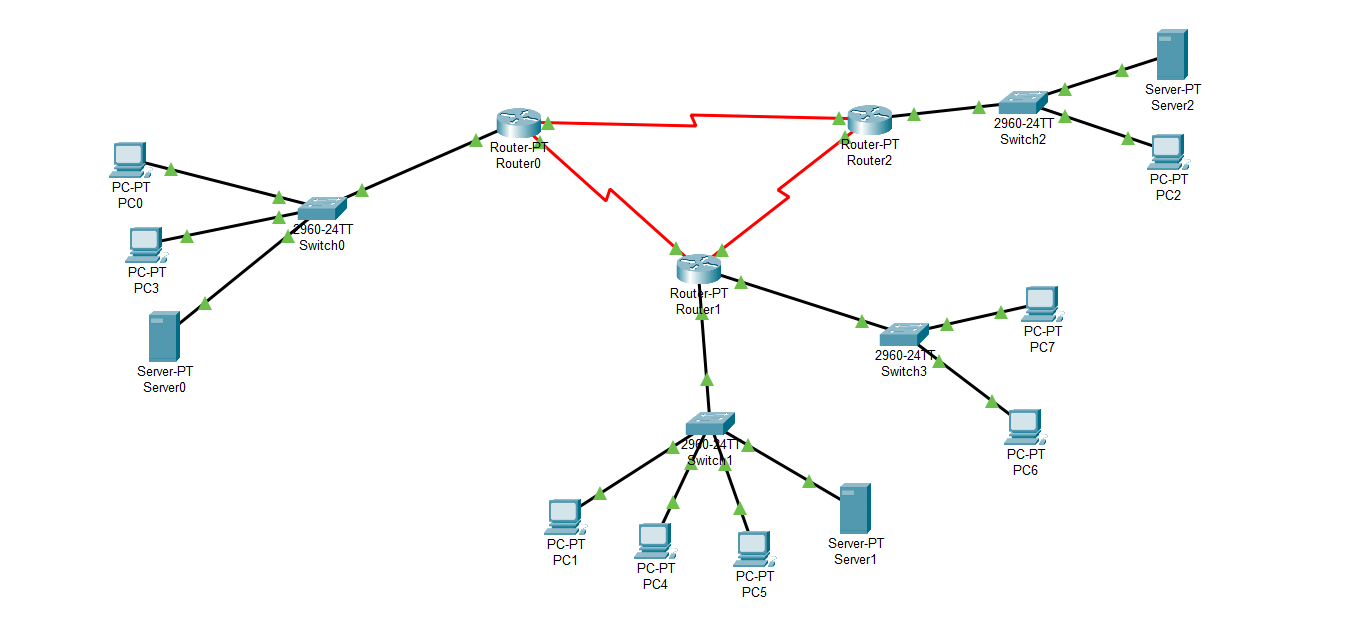 Server-PT
Server2
2960-24TT
Switch2
Router-PT
Router0
Router-PT
Router2
PC-PT
PC0
PC-PT
PC2
2960-24TT
Switch0
PC-PT
PC3
Router-PT
Router1
PC-PT
PC7
2960-24TT
Switch3
Server-PT
Server0
2960-24TT
Switch1
PC-PT
PC6
PC-PT
PC1
PC-PT
PC4
PC-PT
PC5
Server-PT
Server1